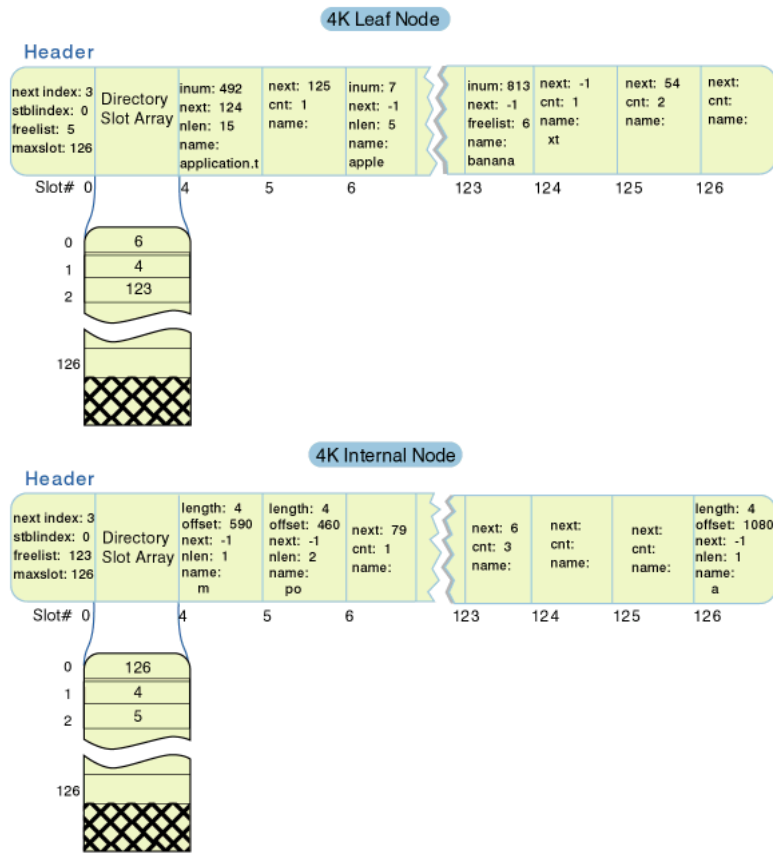 4K Leaf Node
Header
next index: 3
stblindex: 0
freelist: 5
maxslot: 126
Directory
Slot Array
inum: 492
next: 124
nlen: 15
name:
application.t
next: 125
cnt: 1
name:
inum: 7
next: -1
nlen: 5
name:
apple
inum: 813
next: -1
freelist: 6
name:
banana
next: -1
cnt: 1
name:
xt
next: 54
cnt: 2
name:
next:
cnt:
name:
Slot# 0 4 5 6 123 124 125 126
0 6
1 4
2 123
126
4K Internal Node
Header
next index: 3
stblindex: 0
freelist: 123
maxslot: 126
Directory
Slot Array
length: 4
offset: 590
next: -1
nlen: 1
name:
m
length: 4
offset: 460
next: -1
nlen: 2
name:
po
next: 79
cnt: 1
name:
next: 6
cnt: 3
name:
next:
cnt:
name:
next:
cnt:
name:
length: 4
offset: 1080
next: -1
nlen: 1
name:
a
Slot# 0 4 5 6 123 124 125 126
0 126
1 4
2 5
126